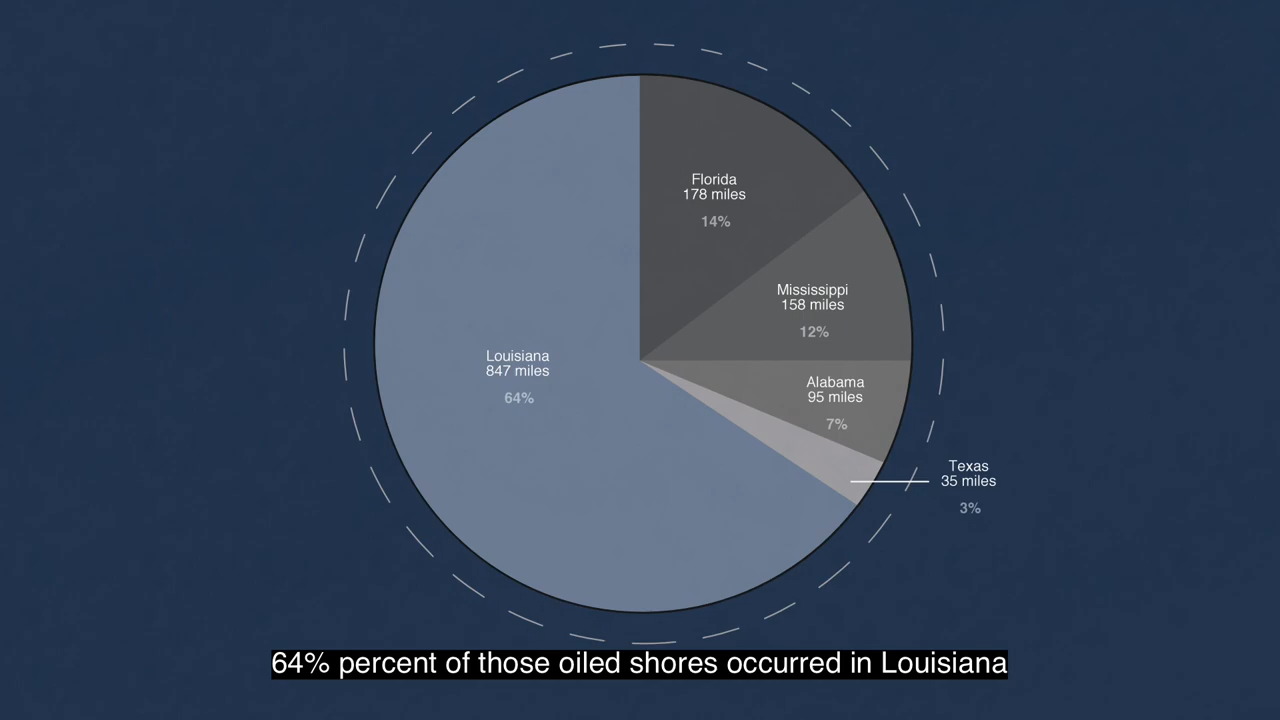 Florida
178 miles
14%
Mississippi
158 miles
12%
Louisiana
847 miles
64%
Alabama
95 miles
7%
Texas
35 miles
3%
64% percent of those oiled shores occurred in Louisiana